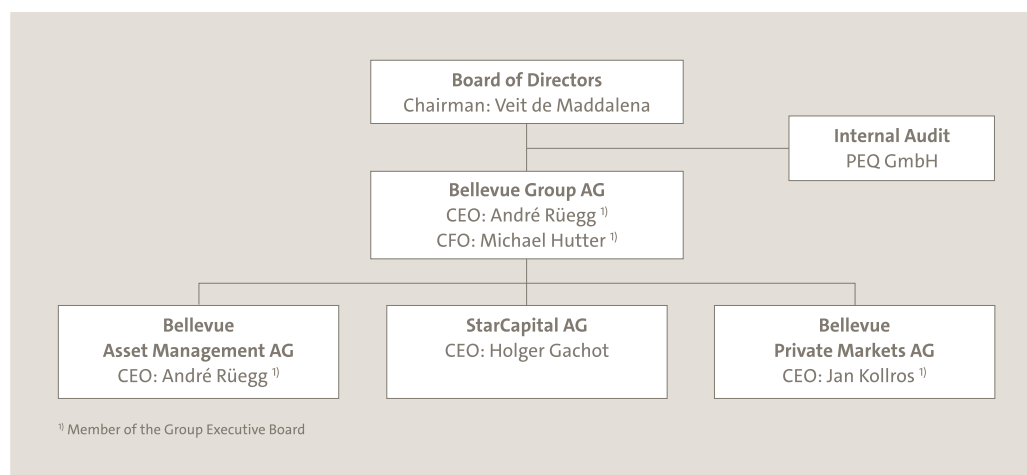 Board of Directors
Chairman: Veit de Maddalena
Internal Audit
PEQ GmbH
Bellevue Group AG
CEO: André Rüegg ¹⁾
CFO: Michael Hutter ¹⁾
Bellevue
Asset Management AG
CEO: André Rüegg ¹⁾
StarCapital AG
CEO: Holger Gachot
Bellevue
Private Markets AG
CEO: Jan Kollros ¹⁾
¹⁾ Member of the Group Executive Board